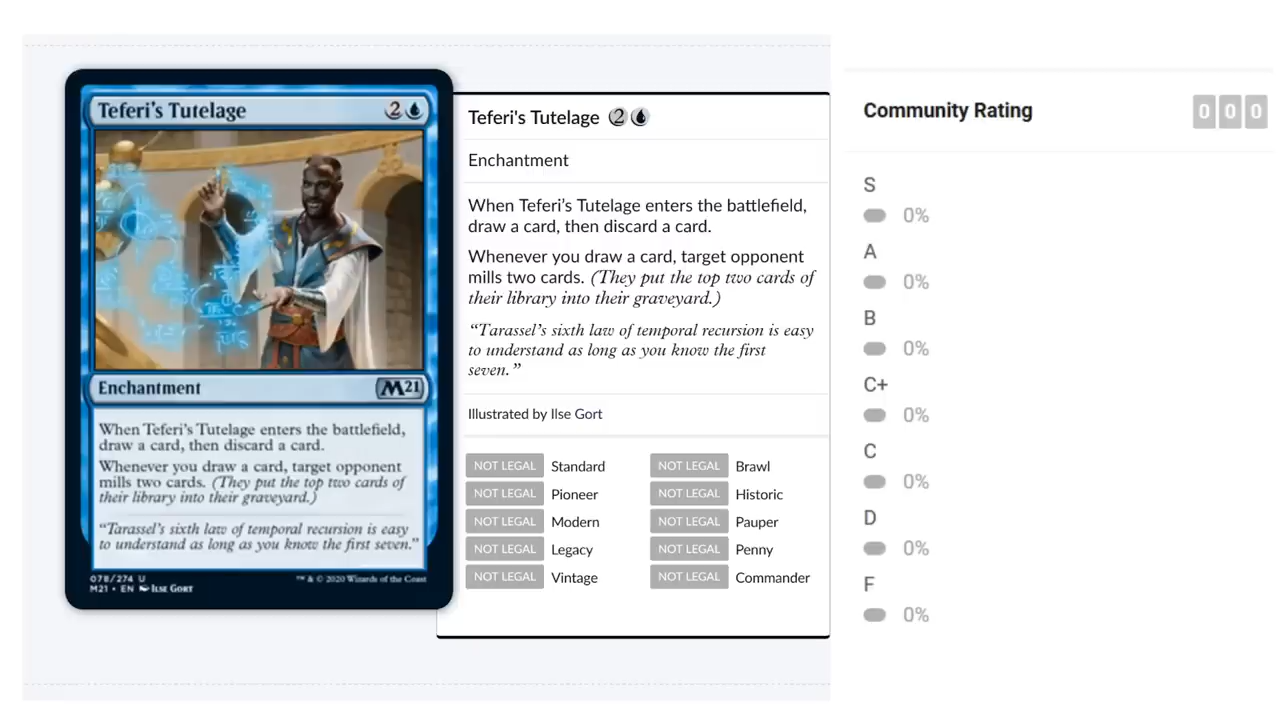 Teferi's Tutelage 2
Enchantment
M21
When Teferi's Tutelage enters the battlefield,
draw a card, then discard a card.
Whenever you draw a card, target opponent
mills two cards. (They put the top two cards of
their library into their graveyard.)
“Tarassel's sixth law of temporal recursion is easy
to understand as long as you know the first seven.”
078/274 U
M21 • EN ILSE GORT
™ & © 2020 Wizards of the Coast
Teferi's Tutelage 2
Enchantment
When Teferi's Tutelage enters the battlefield,
draw a card, then discard a card.
Whenever you draw a card, target opponent
mills two cards. (They put the top two cards of
their library into their graveyard.)
“Tarassel's sixth law of temporal recursion is easy
to understand as long as you know the first
seven.”
Illustrated by Ilse Gort
NOT LEGAL Standard NOT LEGAL Brawl
NOT LEGAL Pioneer NOT LEGAL Historic
NOT LEGAL Modern NOT LEGAL Pauper
NOT LEGAL Legacy NOT LEGAL Penny
NOT LEGAL Vintage NOT LEGAL Commander
Community Rating 0 0 0
S
0%
A
0%
B
0%
C+
0%
C
0%
D
0%
F
0%